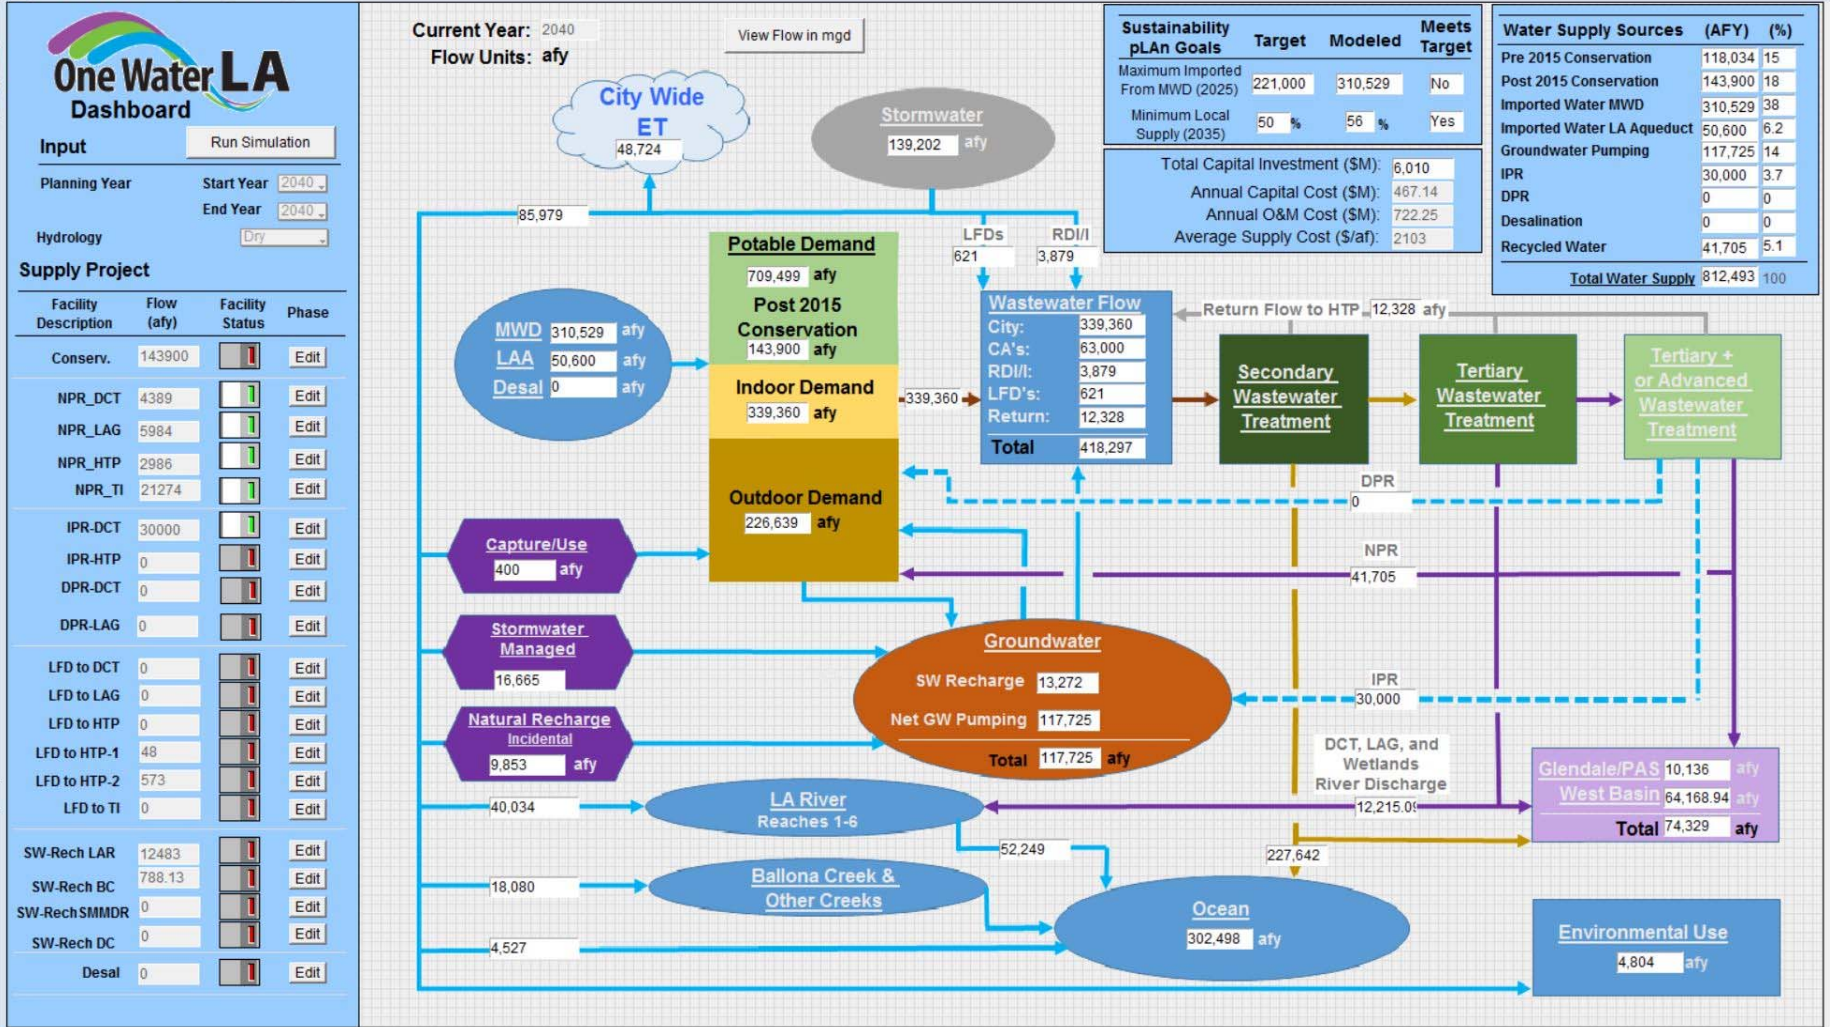 One Water LA
Dashboard
Input
Run Simulation
Planning Year
Start Year 2040
End Year 2040
Hydrology
Dry
Supply Project
Facility Description
Flow (afy)
Facility Status
Phase
Conserv. 143900 Edit
NPR_DCT 4389 Edit
NPR_LAG 5984 Edit
NPR_HTP 2986 Edit
NPR_TI 21274 Edit
IPR-DCT 30000 Edit
IPR-HTP 0 Edit
DPR-DCT 0 Edit
DPR-LAG 0 Edit
LFD to DCT 0 Edit
LFD to LAG 0 Edit
LFD to HTP 0 Edit
LFD to HTP-1 48 Edit
LFD to HTP-2 573 Edit
LFD to TI 0 Edit
SW-Rech LAR 12483 Edit
SW-Rech BC 788.13 Edit
SW-Rech SMMDR 0 Edit
SW-Rech DC 0 Edit
Desal 0 Edit
Current Year: 2040
Flow Units: afy
View Flow in mgd
City Wide
ET
48,724
Stormwater
139,202 afy
85,979
Sustainability
pLAn Goals
Target
Modeled
Meets
Target
Maximum Imported
From MWD (2025)
221,000
310,529
No
Minimum Local
Supply (2035)
50 %
56 %
Yes
Total Capital Investment ($M): 6,010
Annual Capital Cost ($M): 467.14
Annual O&M Cost ($M): 722.25
Average Supply Cost ($/af): 2103
Water Supply Sources (AFY) (%)
Pre 2015 Conservation 118,034 15
Post 2015 Conservation 143,900 18
Imported Water MWD 310,529 38
Imported Water LA Aqueduct 50,600 6.2
Groundwater Pumping 117,725 14
IPR 30,000 3.7
DPR 0 0
Desalination 0 0
Recycled Water 41,705 5.1
Total Water Supply 812,493 100
LFDs
621
RDI/I
3,879
MWD 310,529 afy
LAA 50,600 afy
Desal 0 afy
Potable Demand
709,499 afy
Post 2015
Conservation
143,900 afy
Indoor Demand
339,360 afy
Outdoor Demand
226,639 afy
339,360
Wastewater Flow
City: 339,360
CA's: 63,000
RDI/I: 3,879
LFD's: 621
Return: 12,328
Total 418,297
Return Flow to HTP 12,328 afy
Secondary
Wastewater
Treatment
Tertiary
Wastewater
Treatment
Tertiary +
or Advanced
Wastewater
Treatment
DPR
0
NPR
41,705
IPR
30,000
Capture/Use
400 afy
Stormwater
Managed
16,665
Natural Recharge
Incidental
9,853 afy
Groundwater
SW Recharge 13,272
Net GW Pumping 117,725
Total 117,725 afy
DCT, LAG, and
Wetlands
River Discharge
12,215.09
Glendale/PAS 10,136 afy
West Basin 64,168.94 afy
Total 74,329 afy
40,034
LA River
Reaches 1-6
52,249
227,642
18,080
Ballona Creek &
Other Creeks
4,527
Ocean
302,498 afy
Environmental Use
4,804 afy